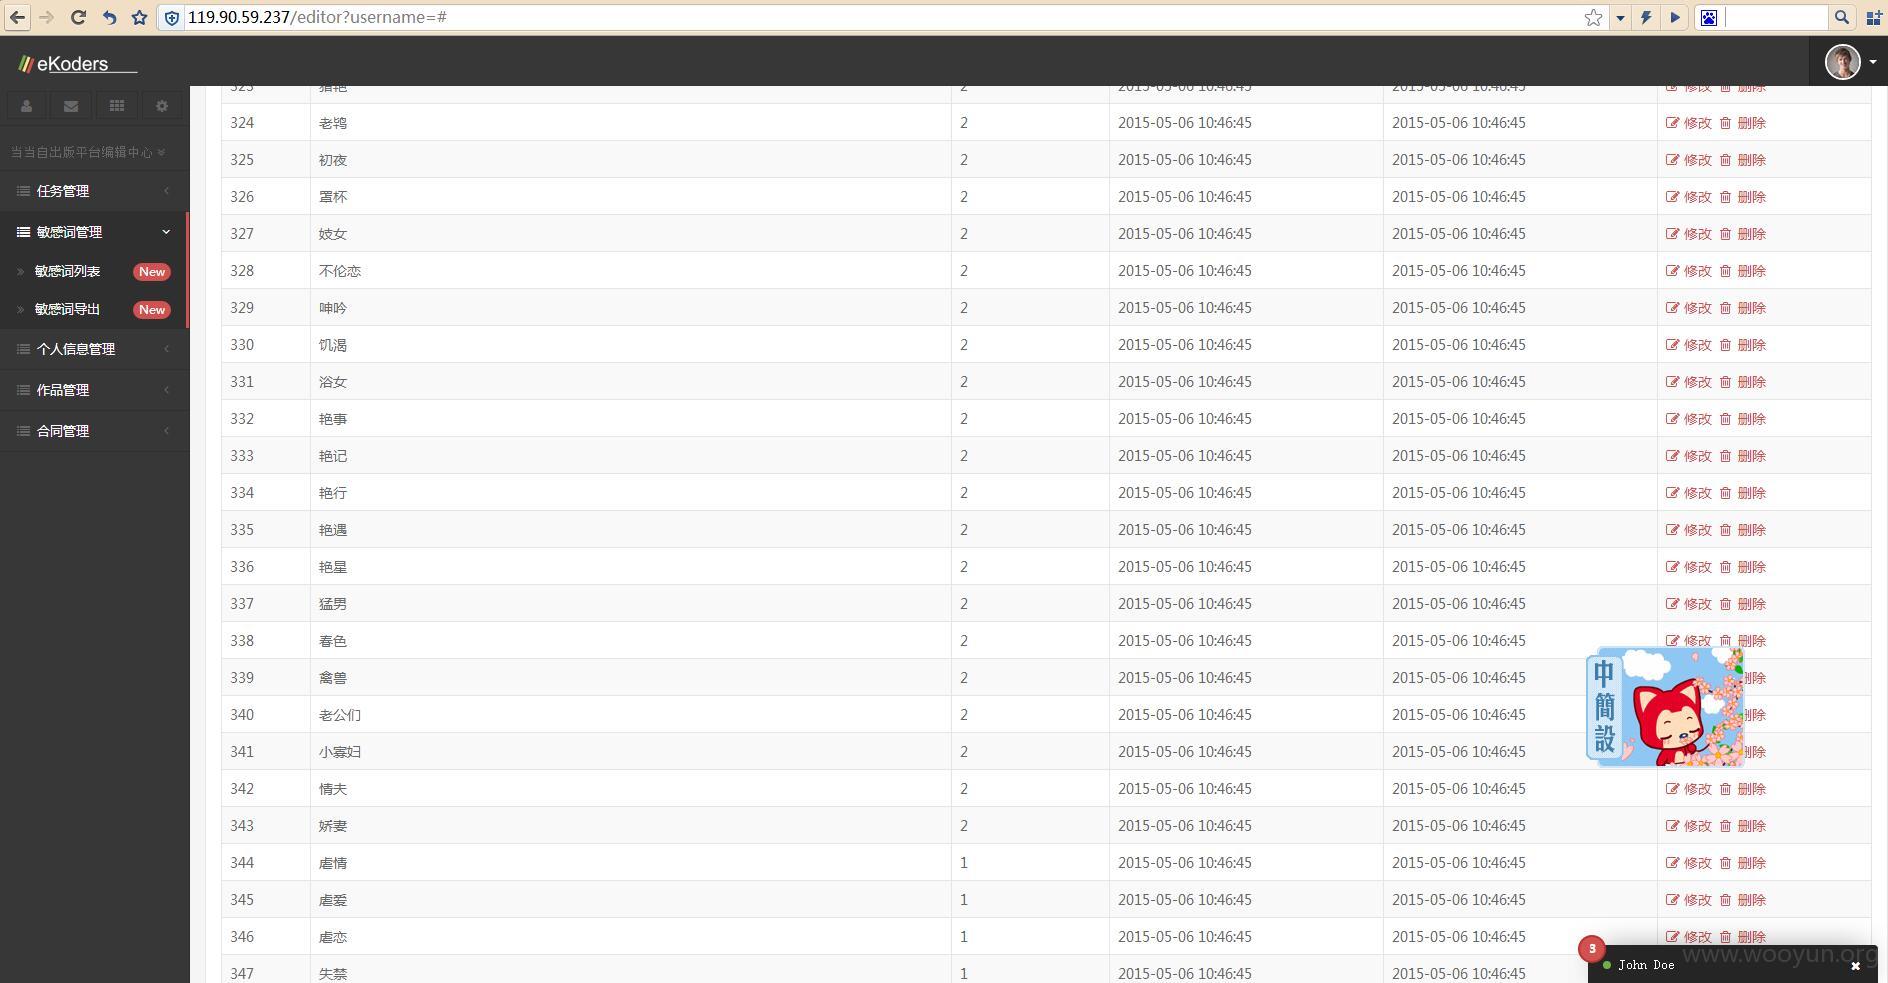 119.90.59.237/editor?username=#
eKoders
当当自出版平台编辑中心
任务管理
敏感词管理
敏感词列表 New
敏感词导出 New
个人信息管理
作品管理
合同管理
323 猎艳 2 2015-05-06 10:46:45 2015-05-06 10:46:45 修改 删除
324 老鸨 2 2015-05-06 10:46:45 2015-05-06 10:46:45 修改 删除
325 初夜 2 2015-05-06 10:46:45 2015-05-06 10:46:45 修改 删除
326 罩杯 2 2015-05-06 10:46:45 2015-05-06 10:46:45 修改 删除
327 妓女 2 2015-05-06 10:46:45 2015-05-06 10:46:45 修改 删除
328 不伦恋 2 2015-05-06 10:46:45 2015-05-06 10:46:45 修改 删除
329 呻吟 2 2015-05-06 10:46:45 2015-05-06 10:46:45 修改 删除
330 饥渴 2 2015-05-06 10:46:45 2015-05-06 10:46:45 修改 删除
331 浴女 2 2015-05-06 10:46:45 2015-05-06 10:46:45 修改 删除
332 艳事 2 2015-05-06 10:46:45 2015-05-06 10:46:45 修改 删除
333 艳记 2 2015-05-06 10:46:45 2015-05-06 10:46:45 修改 删除
334 艳行 2 2015-05-06 10:46:45 2015-05-06 10:46:45 修改 删除
335 艳遇 2 2015-05-06 10:46:45 2015-05-06 10:46:45 修改 删除
336 艳星 2 2015-05-06 10:46:45 2015-05-06 10:46:45 修改 删除
337 猛男 2 2015-05-06 10:46:45 2015-05-06 10:46:45 修改 删除
338 春色 2 2015-05-06 10:46:45 2015-05-06 10:46:45 修改 删除
339 禽兽 2 2015-05-06 10:46:45 2015-05-06 10:46:45 删除
340 老公们 2 2015-05-06 10:46:45 2015-05-06 10:46:45 删除
341 小寡妇 2 2015-05-06 10:46:45 2015-05-06 10:46:45 删除
中簡設
342 情夫 2 2015-05-06 10:46:45 2015-05-06 10:46:45 修改 删除
343 娇妻 2 2015-05-06 10:46:45 2015-05-06 10:46:45 修改 删除
344 虐情 1 2015-05-06 10:46:45 2015-05-06 10:46:45 修改 删除
345 虐爱 1 2015-05-06 10:46:45 2015-05-06 10:46:45 修改 删除
346 虐恋 1 2015-05-06 10:46:45 2015-05-06 10:46:45 修改 删除
347 失禁 1 2015-05-06 10:46:45 2015-05-06 10:46:45
3
John Doe
www.wooyun.org